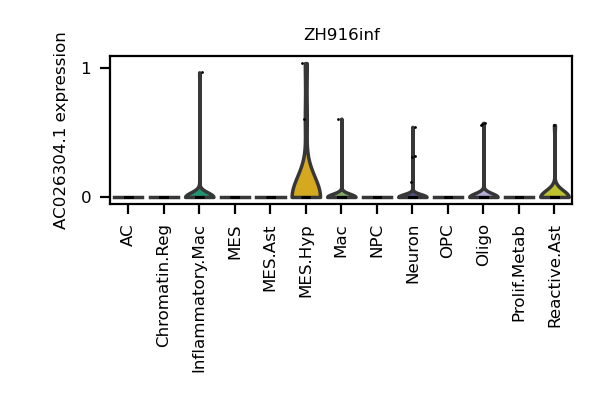 ZH916inf
AC026304.1 expression
1
0
AC
Chromatin.Reg
Inflammatory.Mac
MES
MES.Ast
MES.Hyp
Mac
NPC
Neuron
OPC
Oligo
Prolif.Metab
Reactive.Ast